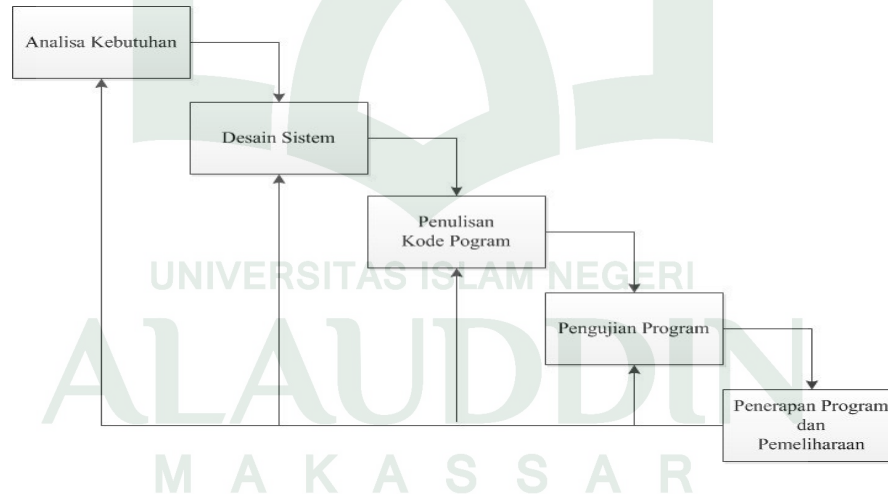 Analisa Kebutuhan
Desain Sistem
Penulisan
Kode Pogram
Pengujian Program
Penerapan Program
dan
Pemeliharaan
UNIVERSITAS ISLAM NEGERI
ALAUDDIN
MAKASSAR